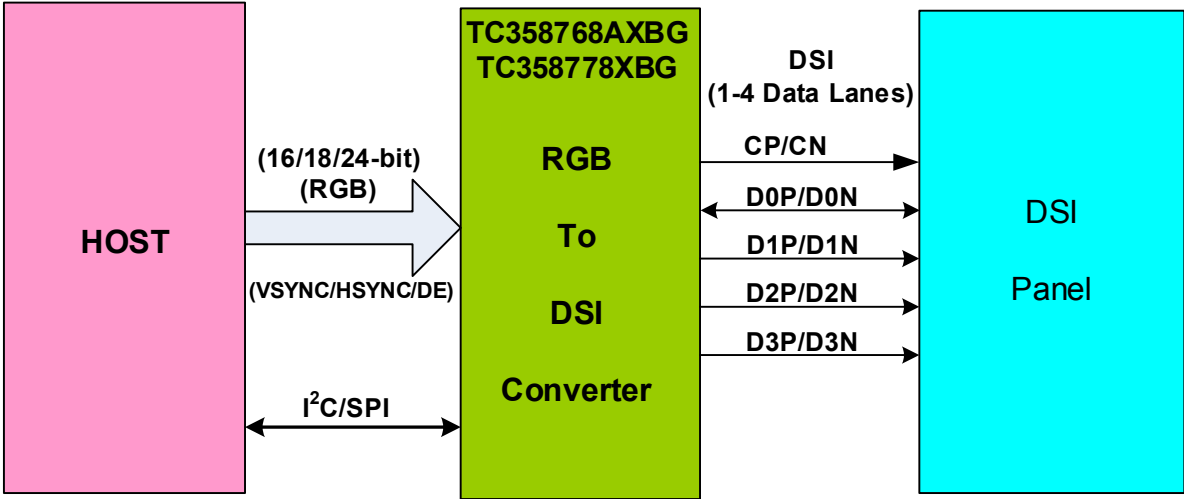 HOST
(16/18/24-bit)
(RGB)
(VSYNC/HSYNC/DE)
I²C/SPI
TC358768AXBG
TC358778XBG
RGB
To
DSI
Converter
DSI
(1-4 Data Lanes)
CP/CN
D0P/D0N
D1P/D1N
D2P/D2N
D3P/D3N
DSI
Panel